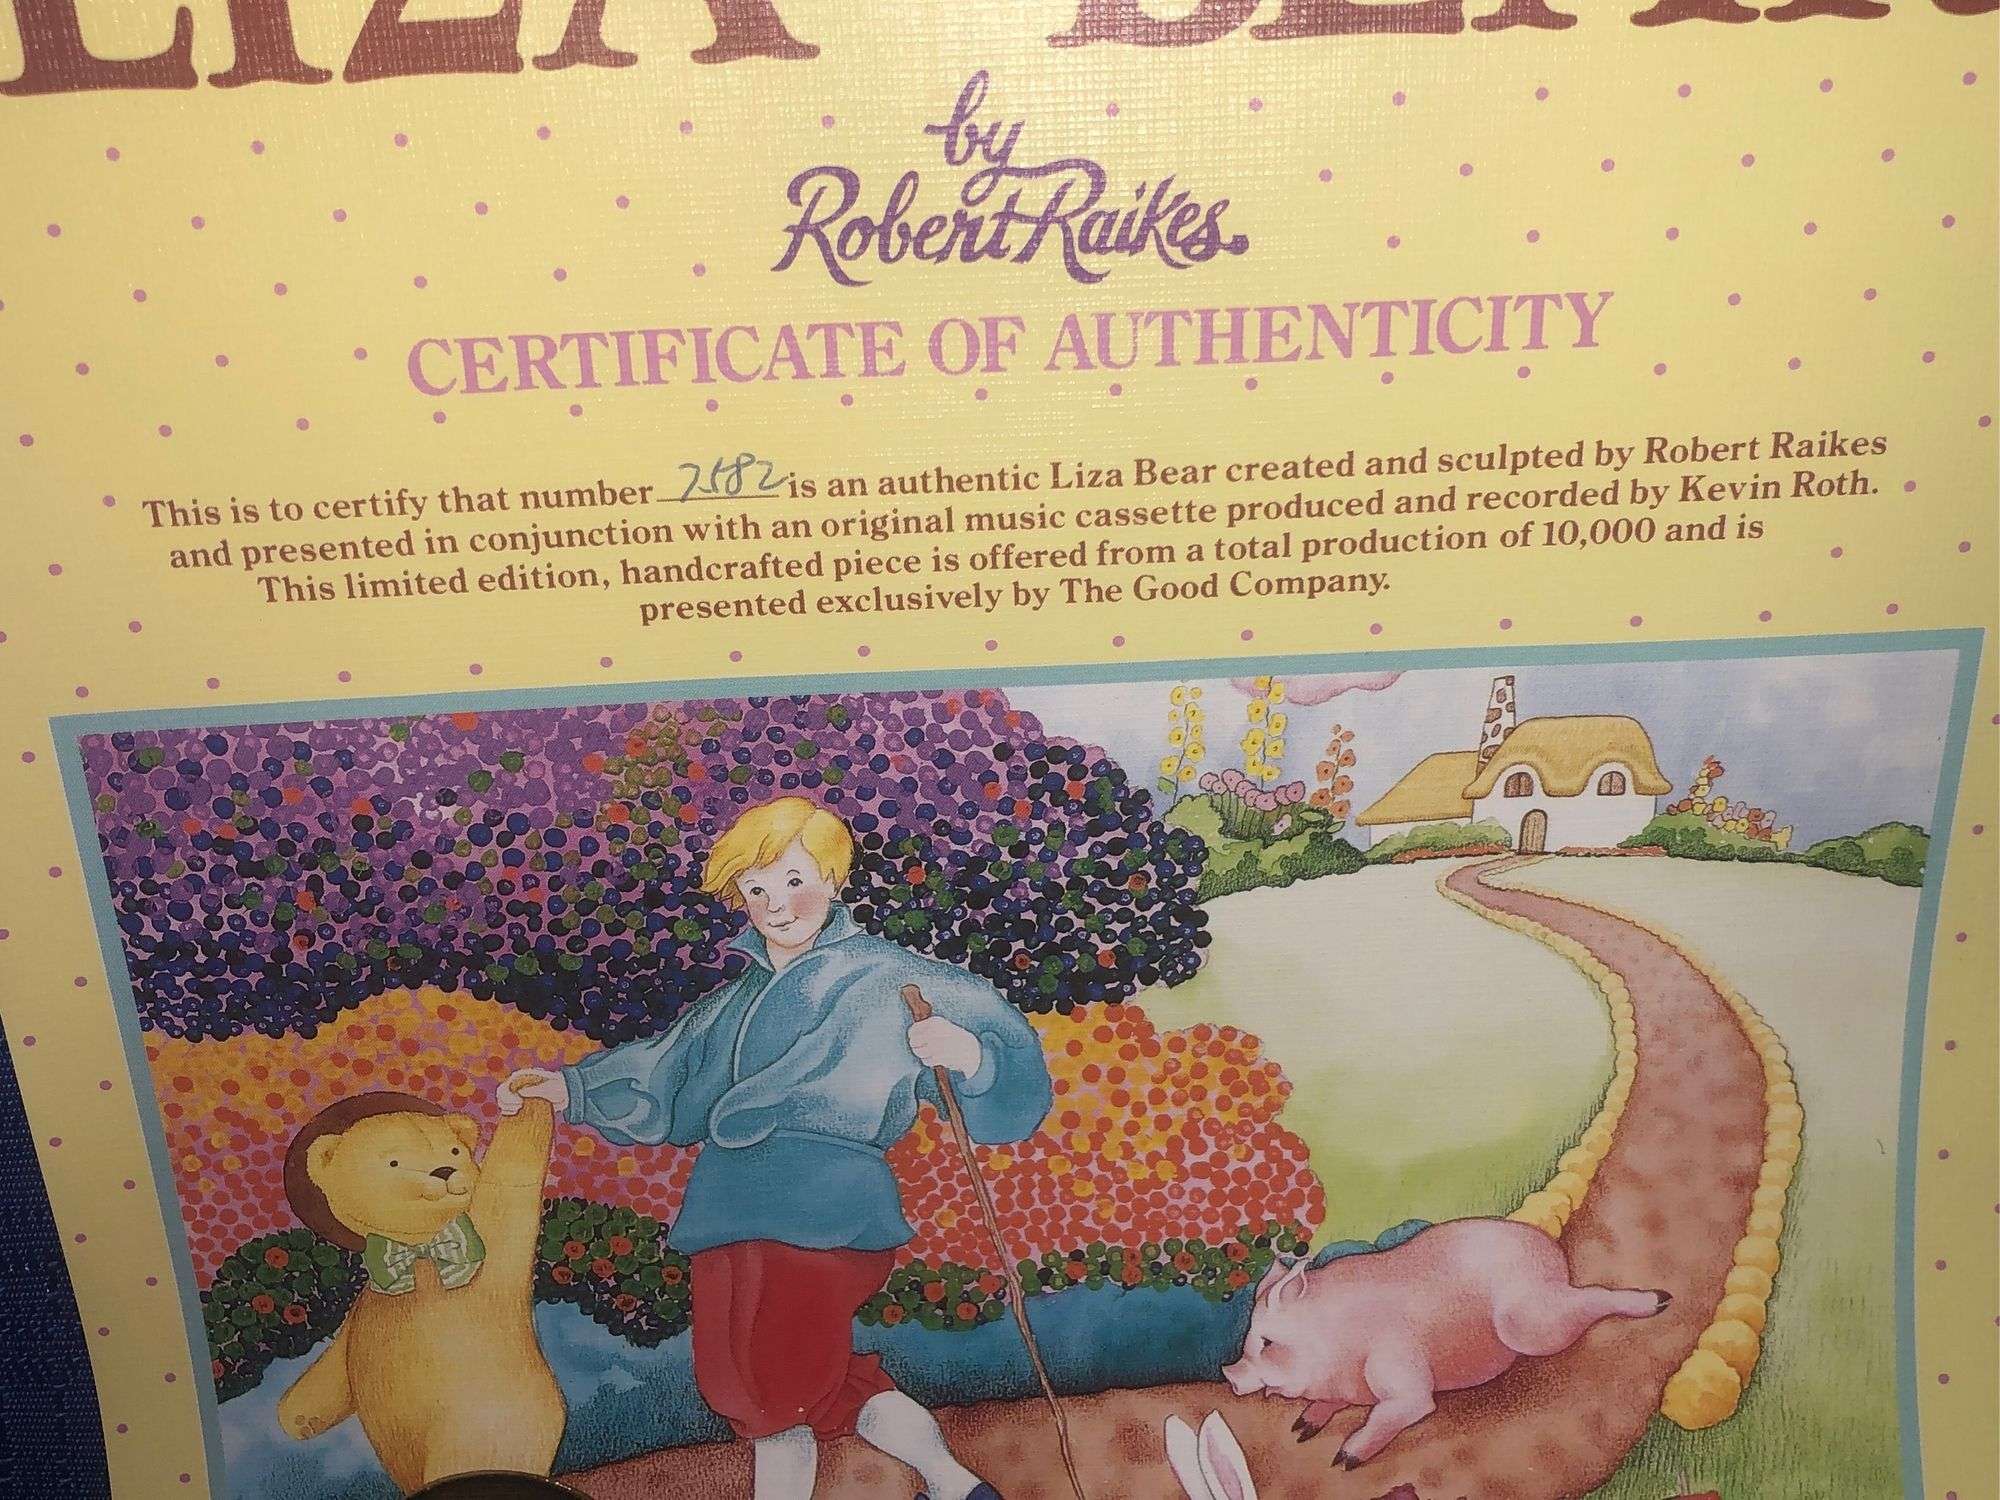 LIZA BEAR
by
Robert Raikes.
CERTIFICATE OF AUTHENTICITY
This is to certify that number 2582 is an authentic Liza Bear created and sculpted by Robert Raikes
and presented in conjunction with an original music cassette produced and recorded by Kevin Roth.
This limited edition, handcrafted piece is offered from a total production of 10,000 and is
presented exclusively by The Good Company.